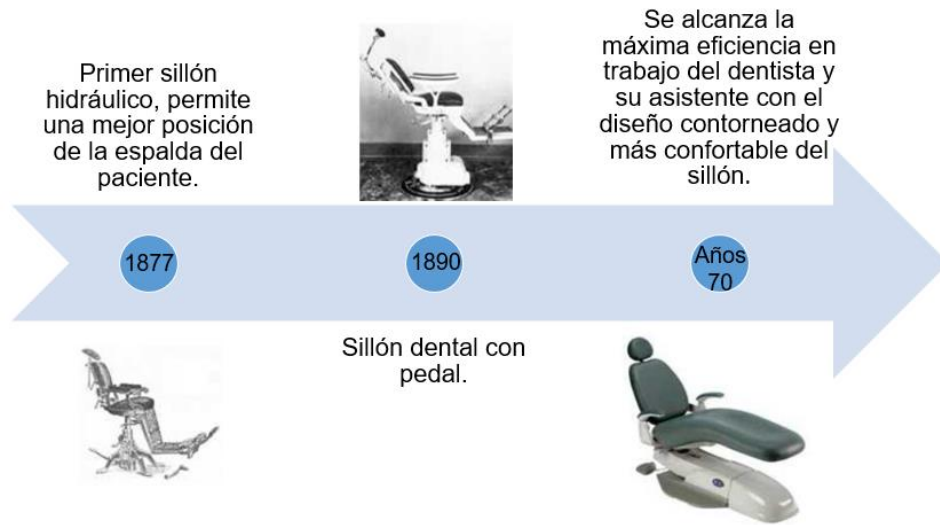 Primer sillón
hidráulico, permite
una mejor posición
de la espalda del
paciente.
Se alcanza la
máxima eficiencia en
trabajo del dentista y
su asistente con el
diseño contorneado y
más confortable del
sillón.
1877
1890
Años
70
Sillón dental con
pedal.